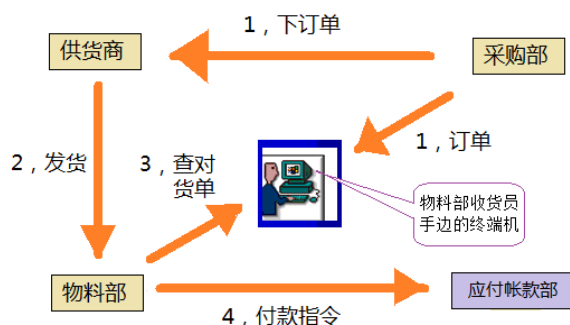 1，下订单
供货商
采购部
2，发货
3，查对
货单
1，订单
物料部收货员
手边的终端机
物料部
应付帐款部
4，付款指令